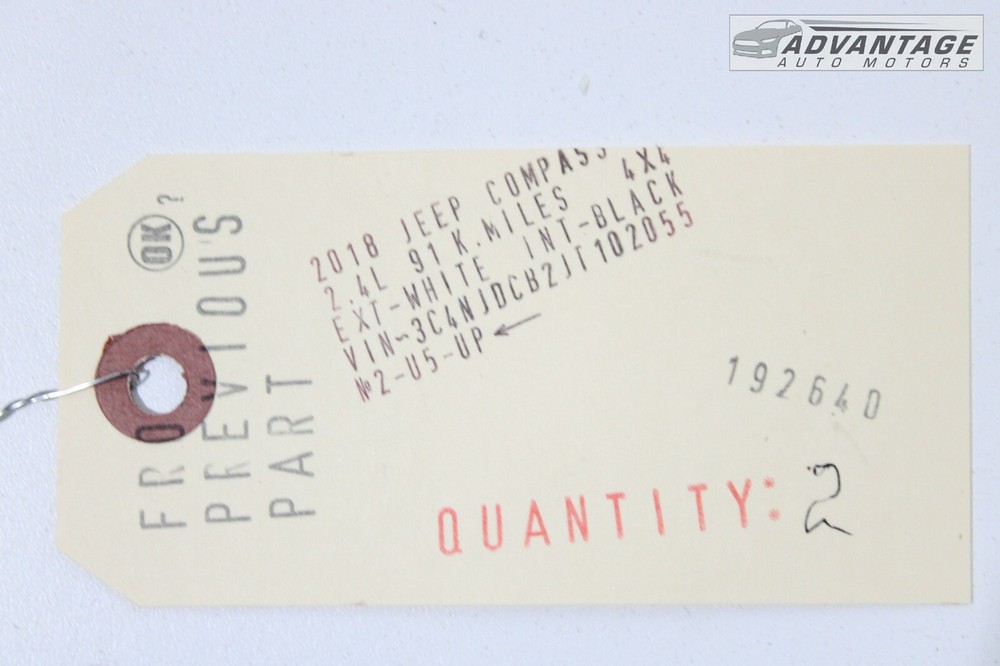 ADVANTAGE
AUTO MOTORS
OK ?
FROM
PREVIOUS
PART
2018 JEEP COMPASS
2.4L 91K.MILES 4X4
EXT-WHITE INT-BLACK
VIN~3C4NJDCB2JT102055
№2-U5-UP ←
192640
QUANTITY: 2